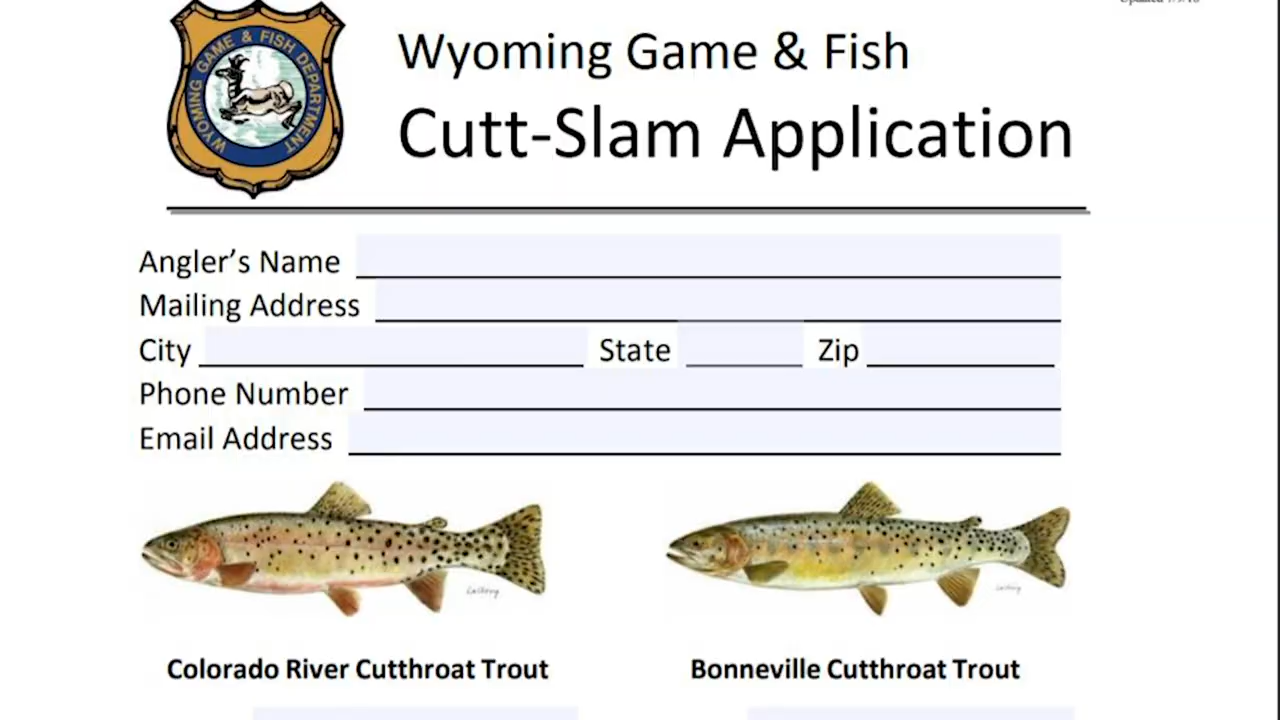 Wyoming Game & Fish
WYOMING GAME & FISH DEPARTMENT
Cutt-Slam Application
Angler’s Name
Mailing Address
City State Zip
Phone Number
Email Address
Colorado River Cutthroat Trout Bonneville Cutthroat Trout